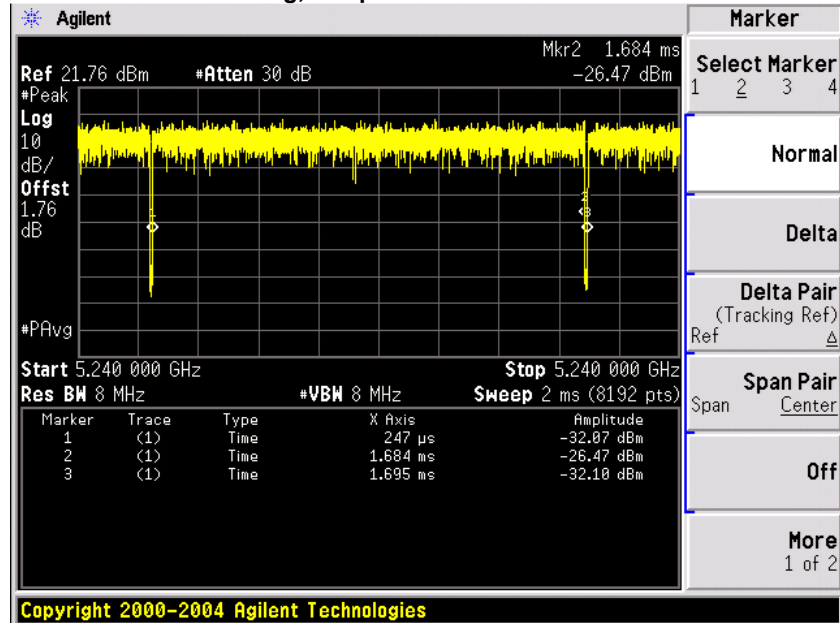 Agilent
Marker
Mkr2 1.684 ms
Ref 21.76 dBm #Atten 30 dB -26.47 dBm
#Peak
Log
10
dB/
Offst
1.76
dB
1
2
3
#PAvg
Start 5.240 000 GHz Stop 5.240 000 GHz
Res BW 8 MHz #VBW 8 MHz Sweep 2 ms (8192 pts)
Marker Trace Type X Axis Amplitude
1 (1) Time 247 µs -32.07 dBm
2 (1) Time 1.684 ms -26.47 dBm
3 (1) Time 1.695 ms -32.10 dBm
Select Marker
1 2 3 4
Normal
Delta
Delta Pair
(Tracking Ref)
Ref Δ
Span Pair
Span Center
Off
More
1 of 2
Copyright 2000-2004 Agilent Technologies